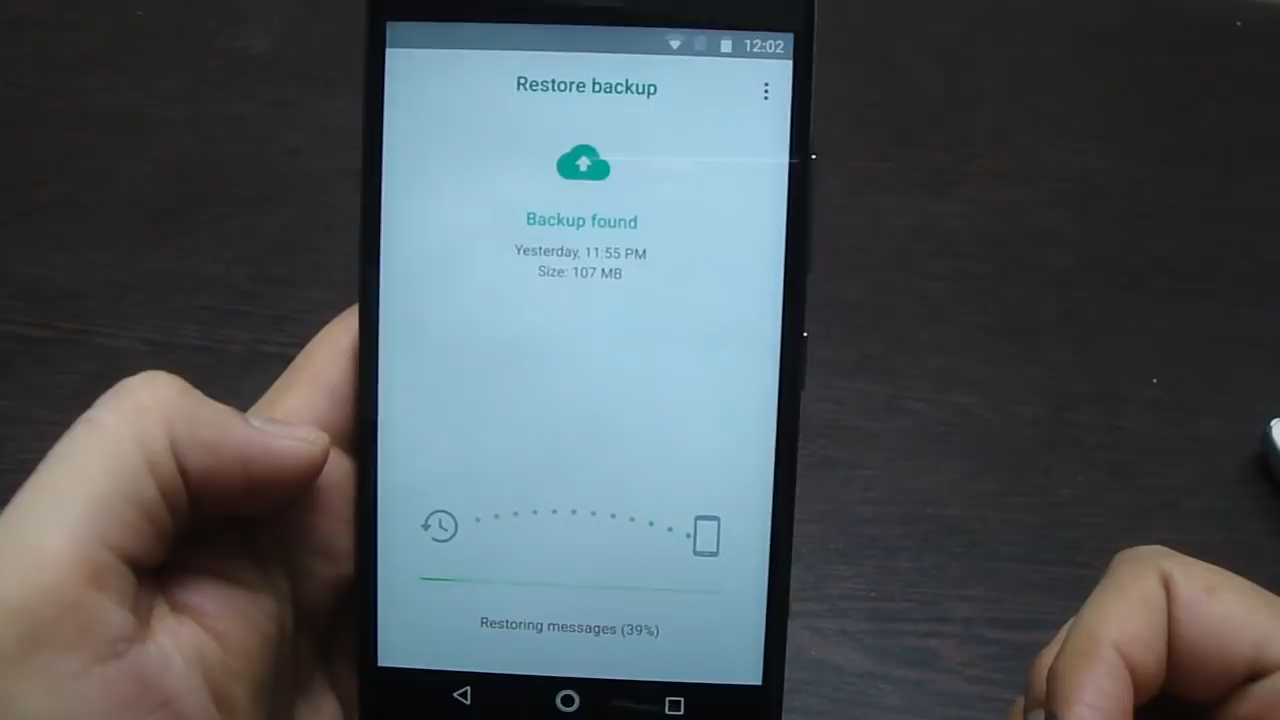 12:02
Restore backup
Backup found
Yesterday, 11:55 PM
Size: 107 MB
Restoring messages (39%)